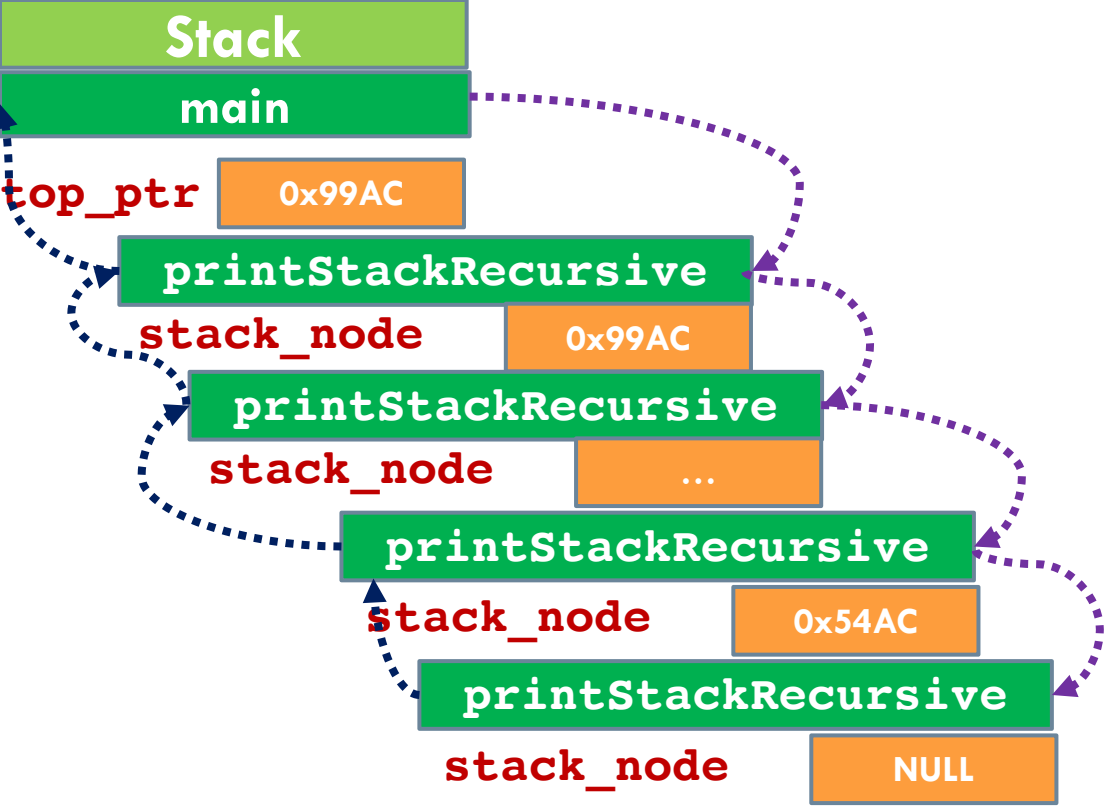 Stack
main
top_ptr 0x99AC
printStackRecursive
stack_node 0x99AC
printStackRecursive
stack_node ...
printStackRecursive
stack_node 0x54AC
printStackRecursive
stack_node NULL